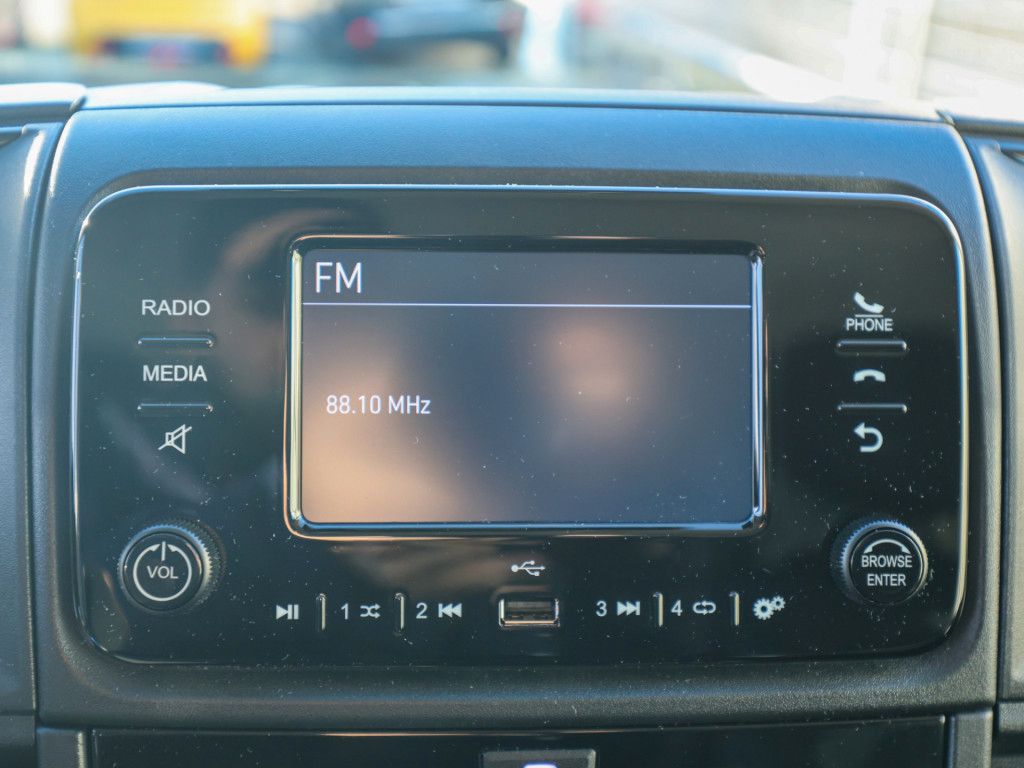 FM
RADIO
PHONE
MEDIA
88.10 MHz
VOL
BROWSE
ENTER
1
2
3
4